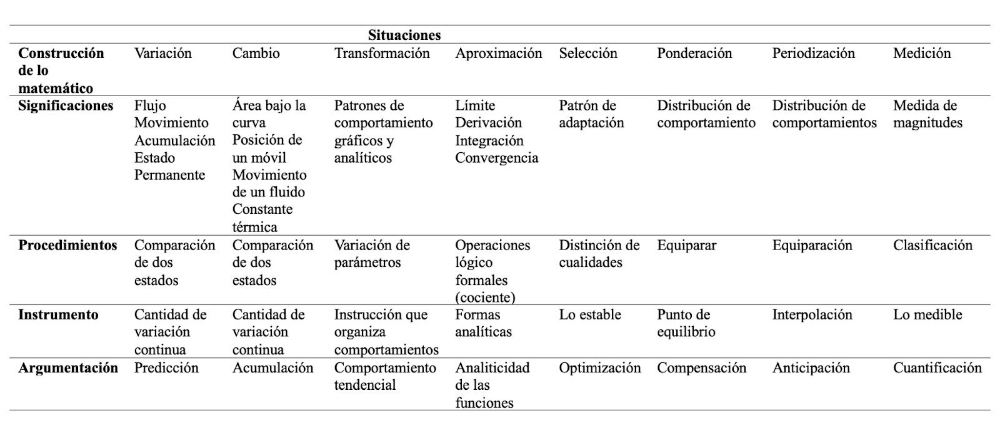 Situaciones
Construcción de lo matemático Variación Cambio Transformación Aproximación Selección Ponderación Periodización Medición
Significaciones Flujo Movimiento Acumulación Estado Permanente Área bajo la curva Posición de un móvil Movimiento de un fluido Constante térmica Patrones de comportamiento gráficos y analíticos Límite Derivación Integración Convergencia Patrón de adaptación Distribución de comportamiento Distribución de comportamientos Medida de magnitudes
Procedimientos Comparación de dos estados Comparación de dos estados Variación de parámetros Operaciones lógico formales (cociente) Distinción de cualidades Equiparar Equiparación Clasificación
Instrumento Cantidad de variación continua Cantidad de variación continua Instrucción que organiza comportamientos Formas analíticas Lo estable Punto de equilibrio Interpolación Lo medible
Argumentación Predicción Acumulación Comportamiento tendencial Analiticidad de las funciones Optimización Compensación Anticipación Cuantificación